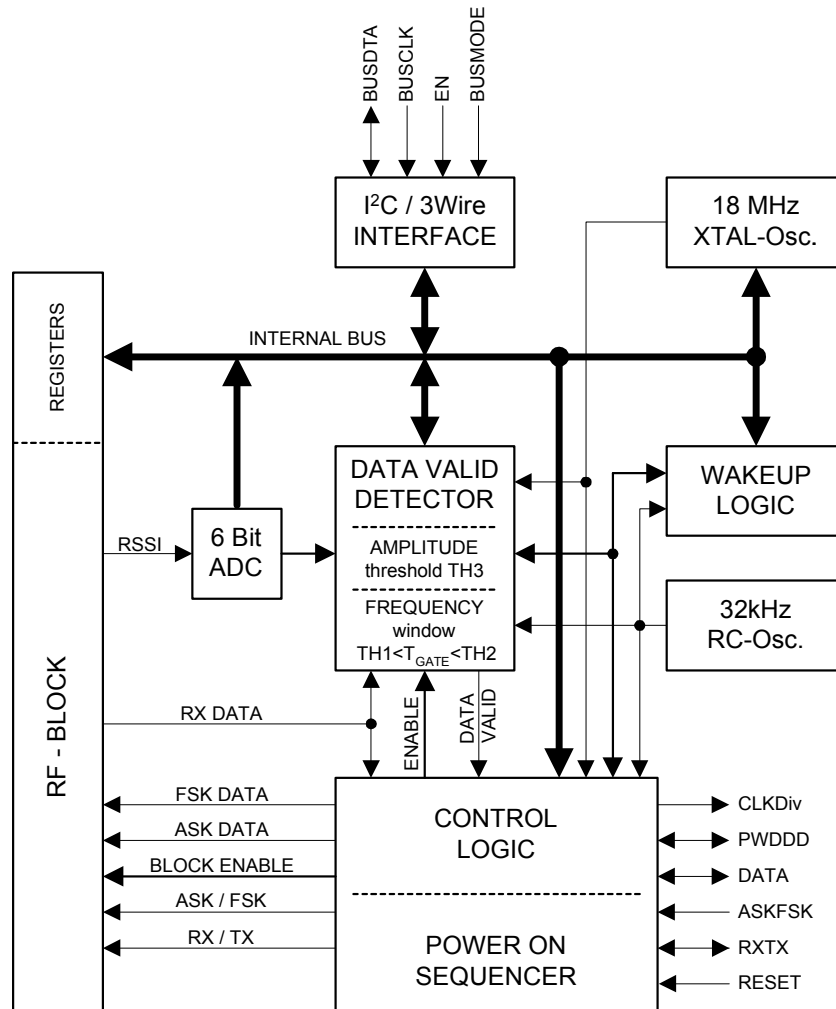 BUSDTA
BUSCLK
EN
BUSMODE
I²C / 3Wire
INTERFACE
18 MHz
XTAL-Osc.
REGISTERS
INTERNAL BUS
DATA VALID
DETECTOR
AMPLITUDE
threshold TH3
FREQUENCY
window
TH1<T_GATE<TH2
WAKEUP
LOGIC
RSSI
6 Bit
ADC
32kHz
RC-Osc.
RF - BLOCK
RX DATA
ENABLE
DATA
VALID
FSK DATA
ASK DATA
BLOCK ENABLE
ASK / FSK
RX / TX
CONTROL
LOGIC
POWER ON
SEQUENCER
CLKDiv
PWDDD
DATA
ASKFSK
RXTX
RESET